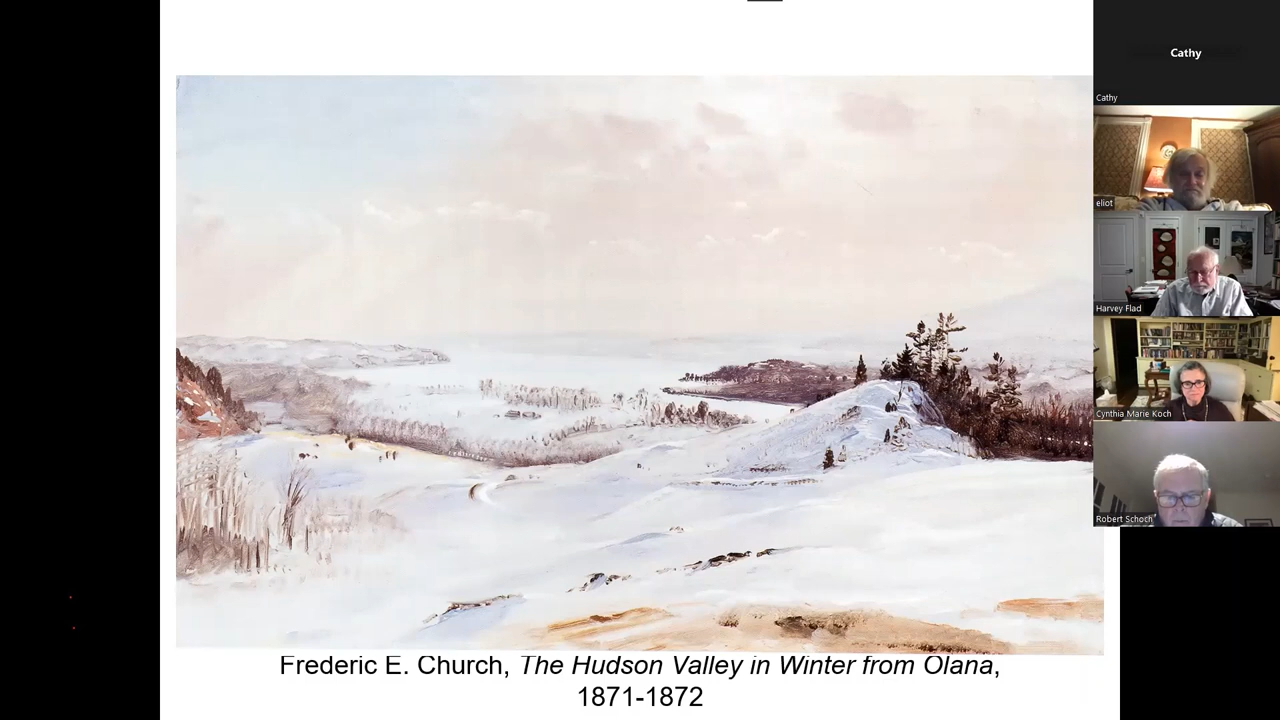 Cathy
Cathy
eliot
Harvey Flad
Cynthia Marie Koch
Robert Schoch
Frederic E. Church, The Hudson Valley in Winter from Olana,
1871-1872